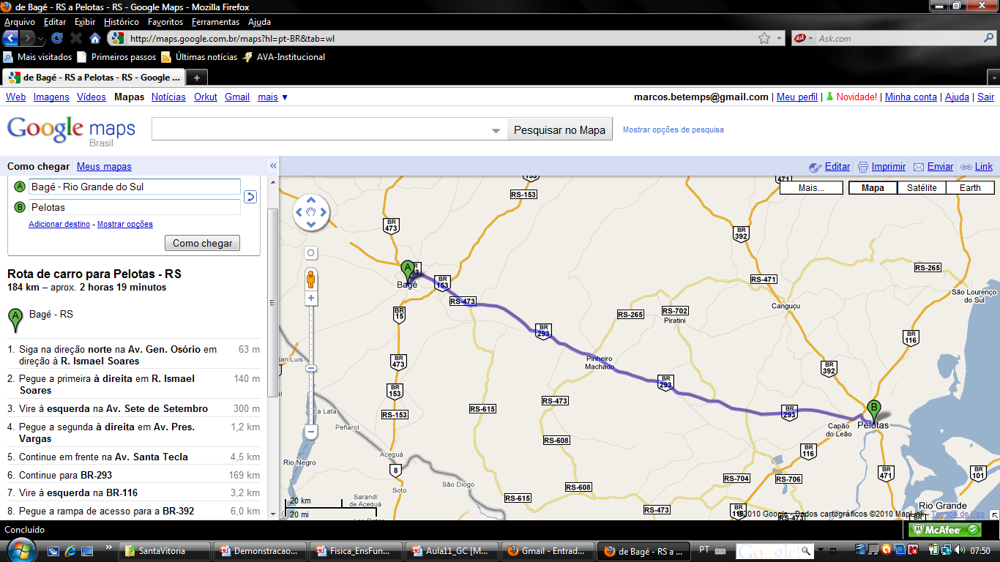 de Bagé - RS a Pelotas - RS - Google Maps - Mozilla Firefox
Arquivo Editar Exibir Histórico Favoritos Ferramentas Ajuda
http://maps.google.com.br/maps?hl=pt-BR&tab=wl
Ask Ask.com
Mais visitados Primeiros passos Últimas notícias AVA-Institucional
de Bagé - RS a Pelotas - RS - Google ...
Web Imagens Vídeos Mapas Notícias Orkut Gmail mais ▼
marcos.betemps@gmail.com | Meu perfil | Novidade! | Minha conta | Ajuda | Sair
Google maps
Brasil
Pesquisar no Mapa
Mostrar opções de pesquisa
Como chegar Meus mapas «
Editar Imprimir Enviar Link
A Bagé - Rio Grande do Sul
B Pelotas
Adicionar destino - Mostrar opções
Como chegar
Rota de carro para Pelotas - RS
184 km – aprox. 2 horas 19 minutos
A Bagé - RS
1. Siga na direção norte na Av. Gen. Osório em 63 m
direção à R. Ismael Soares
2. Pegue a primeira à direita em R. Ismael 140 m
Soares
3. Vire à esquerda na Av. Sete de Setembro 300 m
4. Pegue a segunda à direita em Av. Pres. 1,2 km
Vargas
5. Continue em frente na Av. Santa Tecla 4,5 km
6. Continue para BR-293 169 km
7. Vire à esquerda na BR-116 3,2 km
8. Pegue a rampa de acesso para a BR-392 6,0 km
Mais... Mapa Satélite Earth
153
471
RS-153
BR 473
BR 392
A
Bagé
BR 153
RS-265
RS-471
RS-473
São Lourenço
do Sul
Canguçu
BR 15
RS-265
RS-702
Piratini
BR 293
BR 116
San Luis
BR 473
Pinheiro
Machado
BR 392
BR 293
BR 153
RS-473
RS-615
RS-153
BR 293
B
Pelotas
Capão
do Leão
La Lata
Peñarol
RS-608
BR 116
Aceguá
Rio Negro
8
BR 471
BR 101
RS-704
RS-706
São Diogo
RS-608
Soto
Sarandí
de Aceguá
RS-615
RS-473
Rio Grande
RS-473
20 km
20 mi
©2010 Google - Dados cartográficos ©2010 MapLink - Termos de Uso
Concluído
McAfee
SantaVitoria
Demonstracao...
Fisica_EnsFun...
Aula11_GC [M...
Gmail - Entrad...
de Bagé - RS a ...
PT
Google
07:50